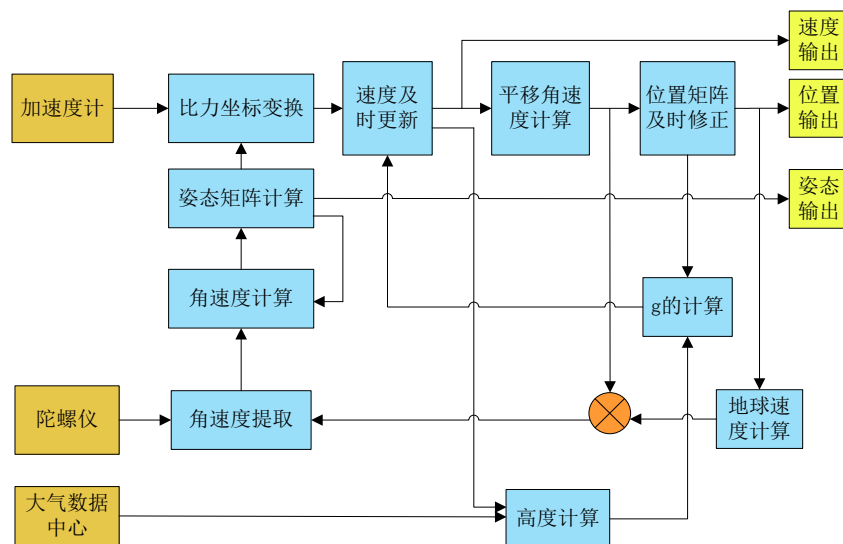 速度
输出
加速度计
比力坐标变换
速度及
时更新
平移角速
度计算
位置矩阵
及时修正
位置
输出
姿态矩阵计算
姿态
输出
角速度计算
g的计算
陀螺仪
角速度提取
地球速
度计算
大气数据
中心
高度计算